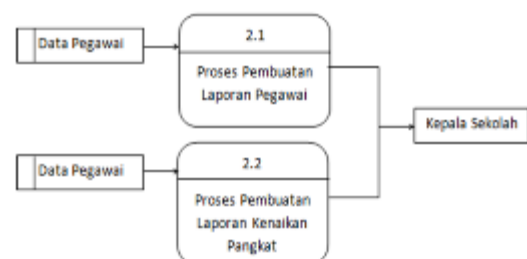 Data Pegawai
2.1
Proses Pembuatan
Laporan Pegawai
Kepala Sekolah
Data Pegawai
2.2
Proses Pembuatan
Laporan Kenaikan
Pangkat